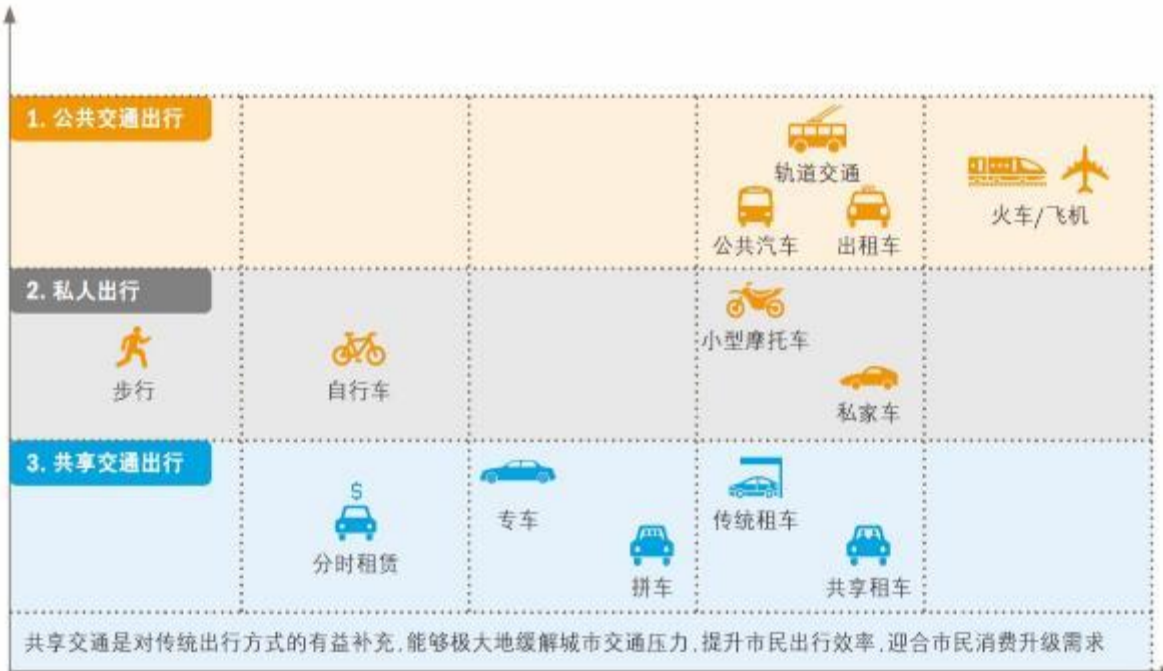 1. 公共交通出行
轨道交通
公共汽车
出租车
火车/飞机
2. 私人出行
步行
自行车
小型摩托车
私家车
3. 共享交通出行
$
分时租赁
专车
拼车
传统租车
共享租车
共享交通是对传统出行方式的有益补充,能够极大地缓解城市交通压力,提升市民出行效率,迎合市民消费升级需求